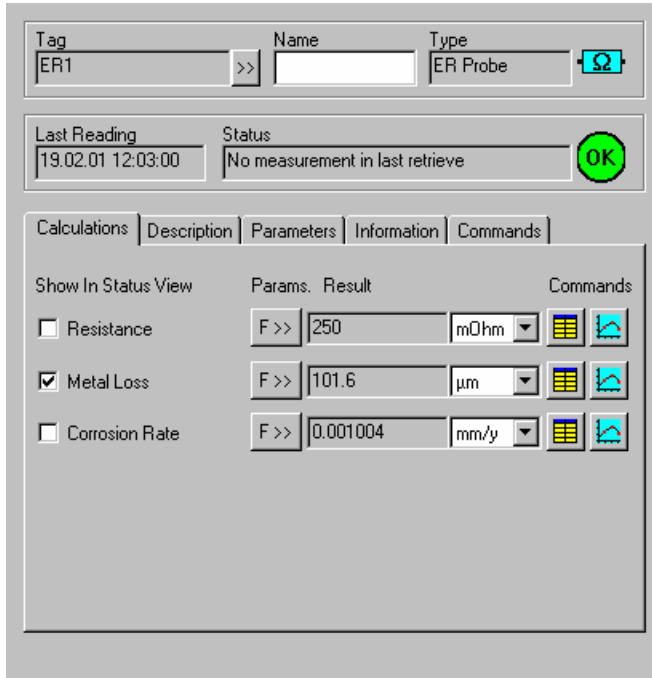 Tag Name Type
ER1 >> ER Probe Ω
Last Reading Status
19.02.01 12:03:00 No measurement in last retrieve OK
Calculations Description Parameters Information Commands
Show In Status View Params. Result Commands
Resistance F >> 250 mOhm
Metal Loss F >> 101.6 µm
Corrosion Rate F >> 0.001004 mm/y